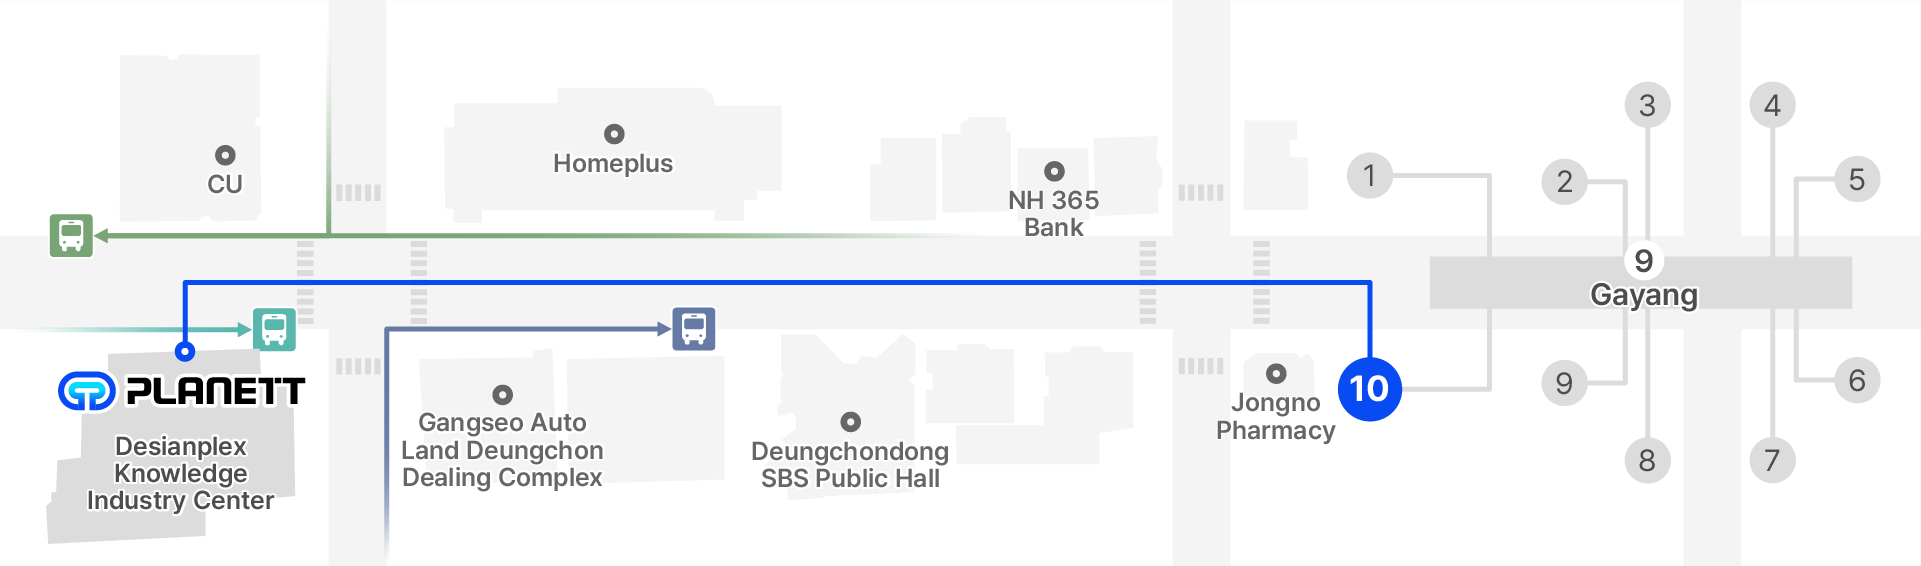 CU
Homeplus
NH 365
Bank
1
2
3
4
5
9
Gayang
PLANETT
Desianplex
Knowledge
Industry Center
Gangseo Auto
Land Deungchon
Dealing Complex
Deungchondong
SBS Public Hall
Jongno
Pharmacy
10
9
8
7
6